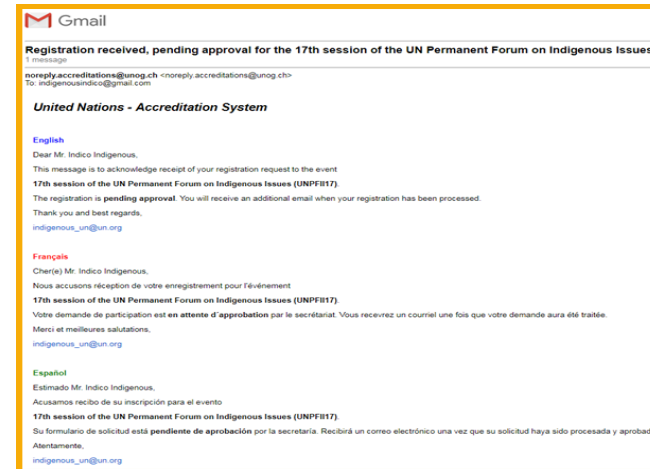 Gmail
Registration received, pending approval for the 17th session of the UN Permanent Forum on Indigenous Issues
1 message
noreply.accreditations@unog.ch <noreply.accreditations@unog.ch>
To: indigenousindico@gmail.com
United Nations - Accreditation System
English
Dear Mr. Indico Indigenous,
This message is to acknowledge receipt of your registration request to the event
17th session of the UN Permanent Forum on Indigenous Issues (UNPFII17).
The registration is pending approval. You will receive an additional email when your registration has been processed.
Thank you and best regards,
indigenous_un@un.org
Français
Cher(e) Mr. Indico Indigenous,
Nous accusons réception de votre enregistrement pour l'événement
17th session of the UN Permanent Forum on Indigenous Issues (UNPFII17).
Votre demande de participation est en attente d´approbation par le secrétariat. Vous recevrez un courriel une fois que votre demande aura été traitée.
Merci et meilleures salutations,
indigenous_un@un.org
Español
Estimado Mr. Indico Indigenous,
Acusamos recibo de su inscripción para el evento
17th session of the UN Permanent Forum on Indigenous Issues (UNPFII17).
Su formulario de solicitud está pendiente de aprobación por la secretaría. Recibirá un correo electrónico una vez que su solicitud haya sido procesada y aprobad
Atentamente,
indigenous_un@un.org